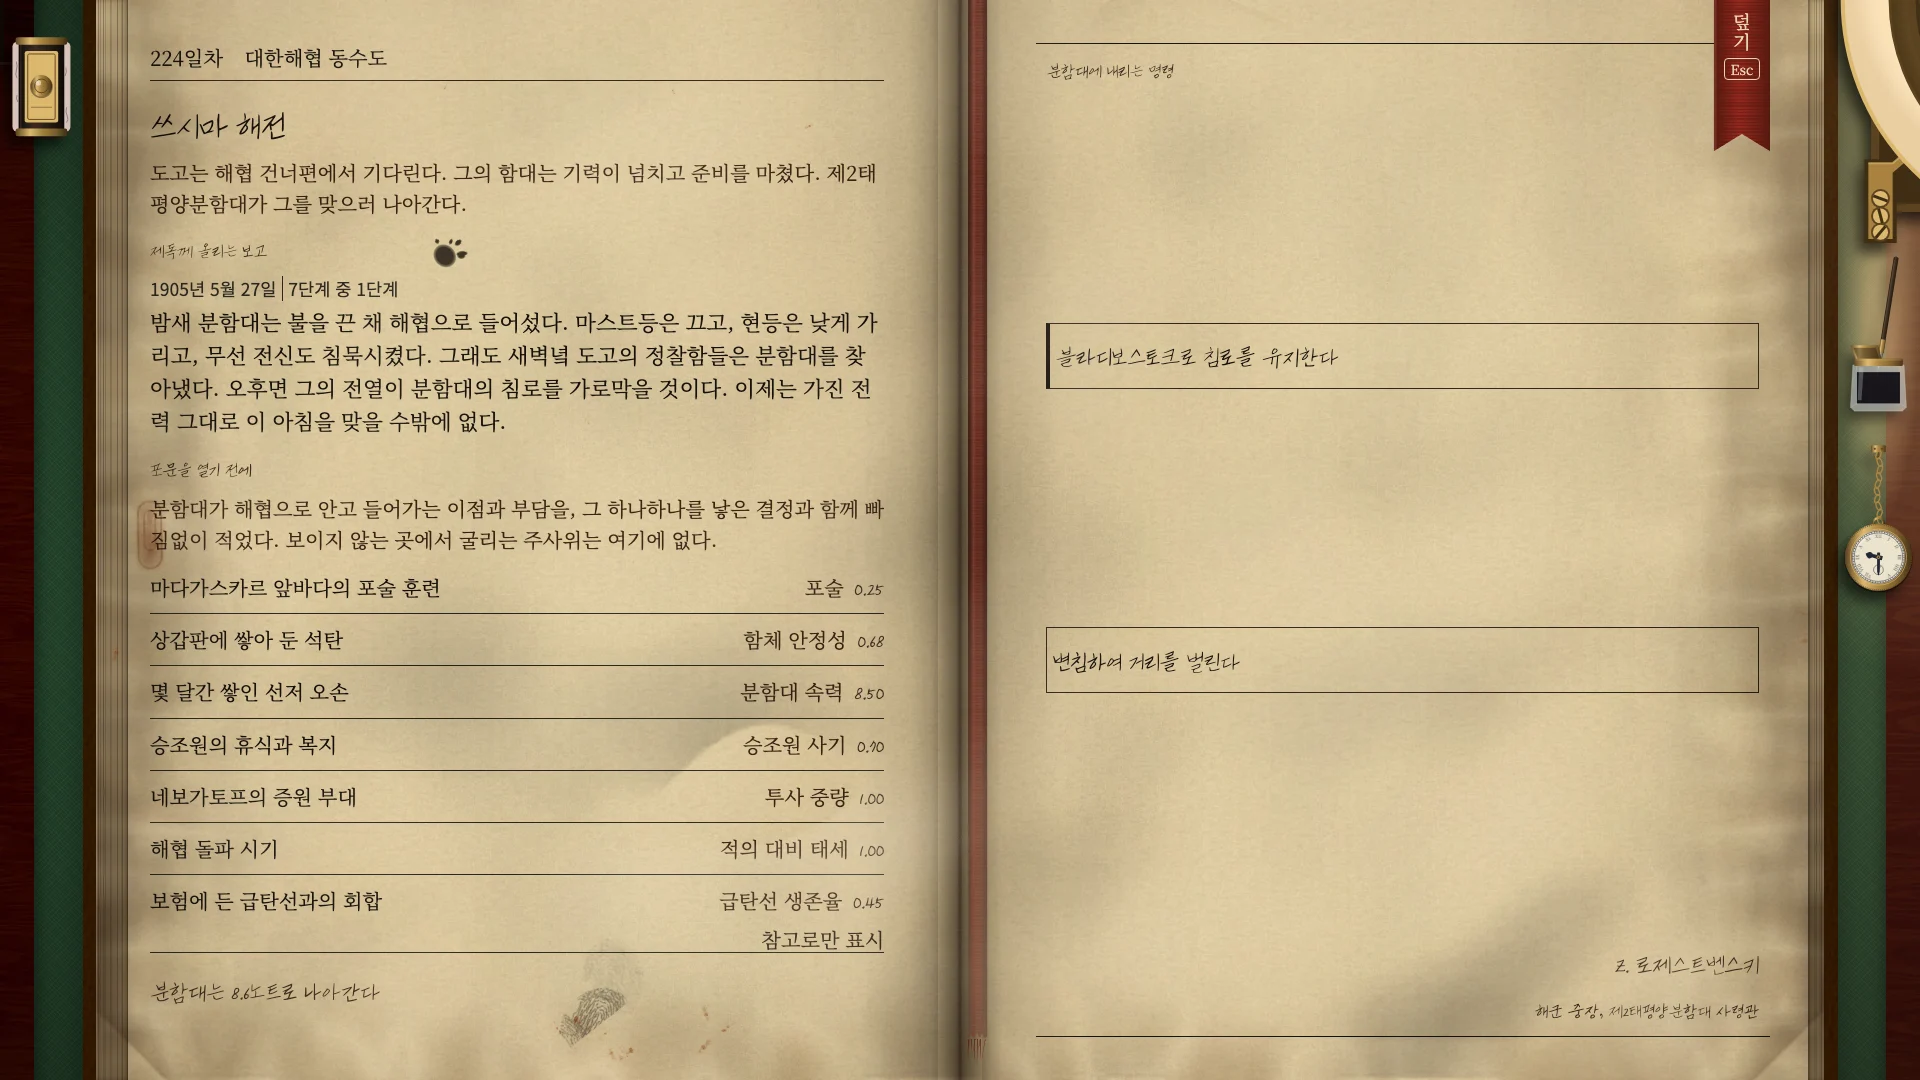 224일차 대한해협 동수도
쓰시마 해전
도고는 해협 건너편에서 기다린다. 그의 함대는 기력이 넘치고 준비를 마쳤다. 제2태
평양분함대가 그를 맞으러 나아간다.
제독께 올리는 보고
1905년 5월 27일 7단계 중 1단계
밤새 분함대는 불을 끈 채 해협으로 들어섰다. 마스트등은 끄고, 현등은 낮게 가
리고, 무선 전신도 침묵시켰다. 그래도 새벽녘 도고의 정찰함들은 분함대를 찾
아냈다. 오후면 그의 전열이 분함대의 침로를 가로막을 것이다. 이제는 가진 전
력 그대로 이 아침을 맞을 수밖에 없다.
포문을 열기 전에
분함대가 해협으로 안고 들어가는 이점과 부담을, 그 하나하나를 낳은 결정과 함께 빠
짐없이 적었다. 보이지 않는 곳에서 굴리는 주사위는 여기에 없다.
마다가스카르 앞바다의 포술 훈련 포술 0.25
상갑판에 쌓아 둔 석탄 함체 안정성 0.68
몇 달간 쌓인 선저 오손 분함대 속력 8.50
승조원의 휴식과 복지 승조원 사기 0.70
네보가토프의 증원 부대 투사 중량 1.00
해협 돌파 시기 적의 대비 태세 1.00
보험에 든 급탄선과의 회합 급탄선 생존율 0.45
참고로만 표시
분함대는 8.6노트로 나아간다
덮기
Esc
분함대에 내리는 명령
블라디보스토크로 침로를 유지한다
변침하여 거리를 벌린다
Z. 로제스트벤스키
해군 중장, 제2태평양분함대 사령관